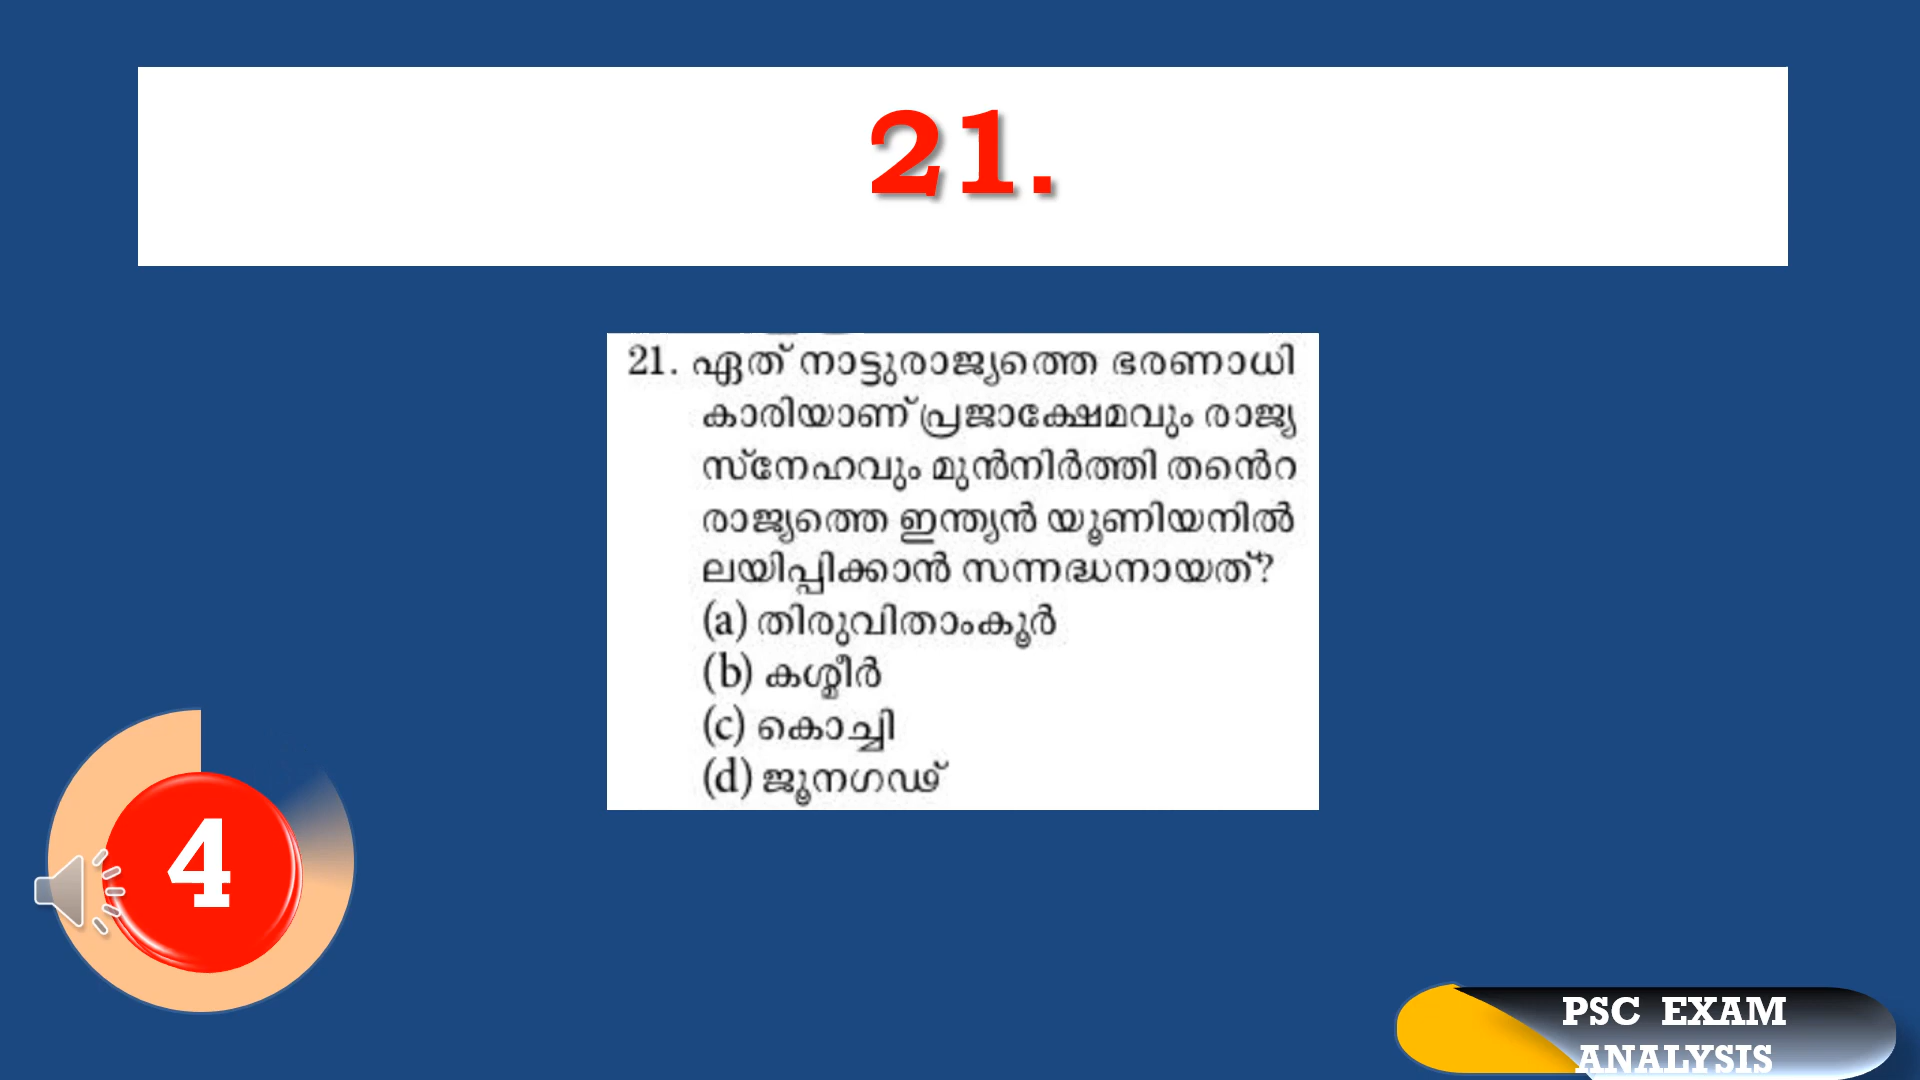 21.
21. ഏത് നാട്ടുരാജ്യത്തെ ഭരണാധി
കാരിയാണ് പ്രജാക്ഷേമവും രാജ്യ
സ്നേഹവും മുൻനിർത്തി തൻെറ
രാജ്യത്തെ ഇന്ത്യൻ യൂണിയനിൽ
ലയിപ്പിക്കാൻ സന്നദ്ധനായത്?
(a) തിരുവിതാംകൂർ
(b) കശ്മീർ
(c) കൊച്ചി
(d) ജൂനഗഢ്
4
PSC EXAM
ANALYSIS